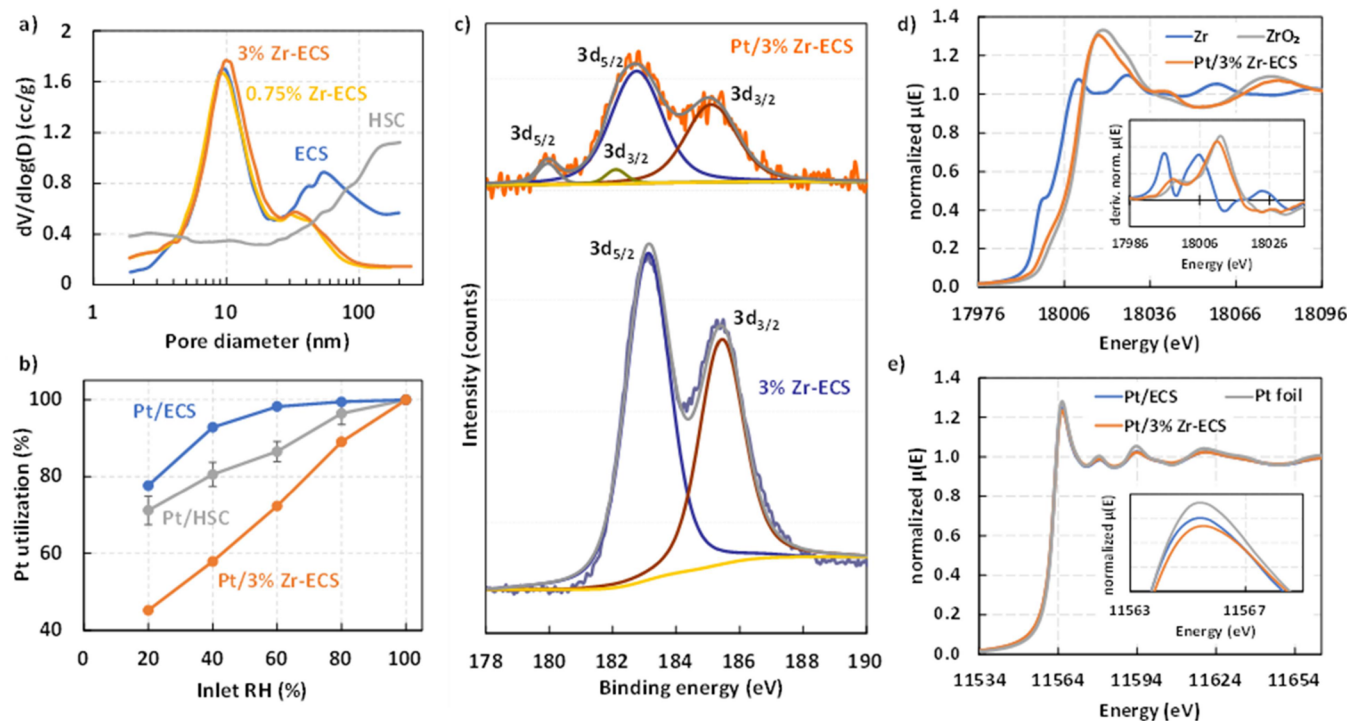 a)
2
1.6
1.2
0.8
0.4
0
dV/dlog(D) (cc/g)
3% Zr-ECS
0.75% Zr-ECS
HSC
ECS
1 10 100
Pore diameter (nm)
b)
100
80
60
40
Pt utilization (%)
Pt/ECS
Pt/HSC
Pt/3% Zr-ECS
0 20 40 60 80 100
Inlet RH (%)
c)
Pt/3% Zr-ECS
3d5/2
3d3/2
3d5/2
3d3/2
3d5/2
3d3/2
3% Zr-ECS
Intensity (counts)
178 180 182 184 186 188 190
Binding energy (eV)
d)
1.4
1.2
1.0
0.8
0.6
0.4
0.2
0
normalized μ(E)
Zr ZrO₂
Pt/3% Zr-ECS
deriv. norm. μ(E)
17986 18006 18026
Energy (eV)
17976 18006 18036 18066 18096
Energy (eV)
e)
1.4
1.2
1.0
0.8
0.6
0.4
0.2
0.0
normalized μ(E)
Pt/ECS Pt foil
Pt/3% Zr-ECS
normalized μ(E)
11563 11567
Energy (eV)
11534 11564 11594 11624 11654
Energy (eV)